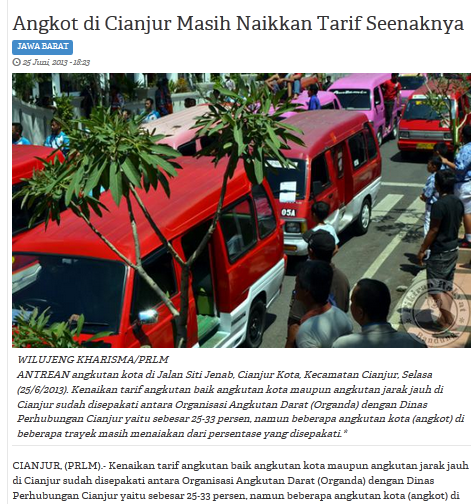 Angkot di Cianjur Masih Naikkan Tarif Seenaknya
JAWA BARAT
25 Juni, 2013 - 18:23
05A
WILUJENG KHARISMA/PRLM
ANTREAN angkutan kota di Jalan Siti Jenab, Cianjur Kota, Kecamatan Cianjur, Selasa
(25/6/2013). Kenaikan tarif angkutan baik angkutan kota maupun angkutan jarak jauh di
Cianjur sudah disepakati antara Organisasi Angkutan Darat (Organda) dengan Dinas
Perhubungan Cianjur yaitu sebesar 25-33 persen, namun beberapa angkutan kota (angkot) di
beberapa trayek masih menaiakan dari persentase yang disepakati.*
CIANJUR, (PRLM).- Kenaikan tarif angkutan baik angkutan kota maupun angkutan jarak jauh
di Cianjur sudah disepakati antara Organisasi Angkutan Darat (Organda) dengan Dinas
Perhubungan Cianjur yaitu sebesar 25-33 persen, namun beberapa angkutan kota (angkot) di